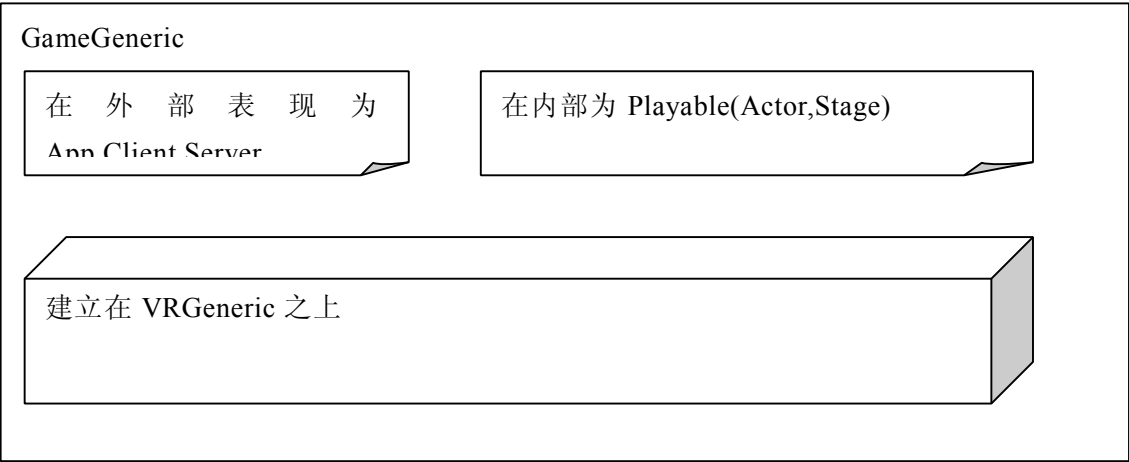 GameGeneric
在外部表现为
App Client Server
在内部为 Playable(Actor,Stage)
建立在 VRGeneric 之上